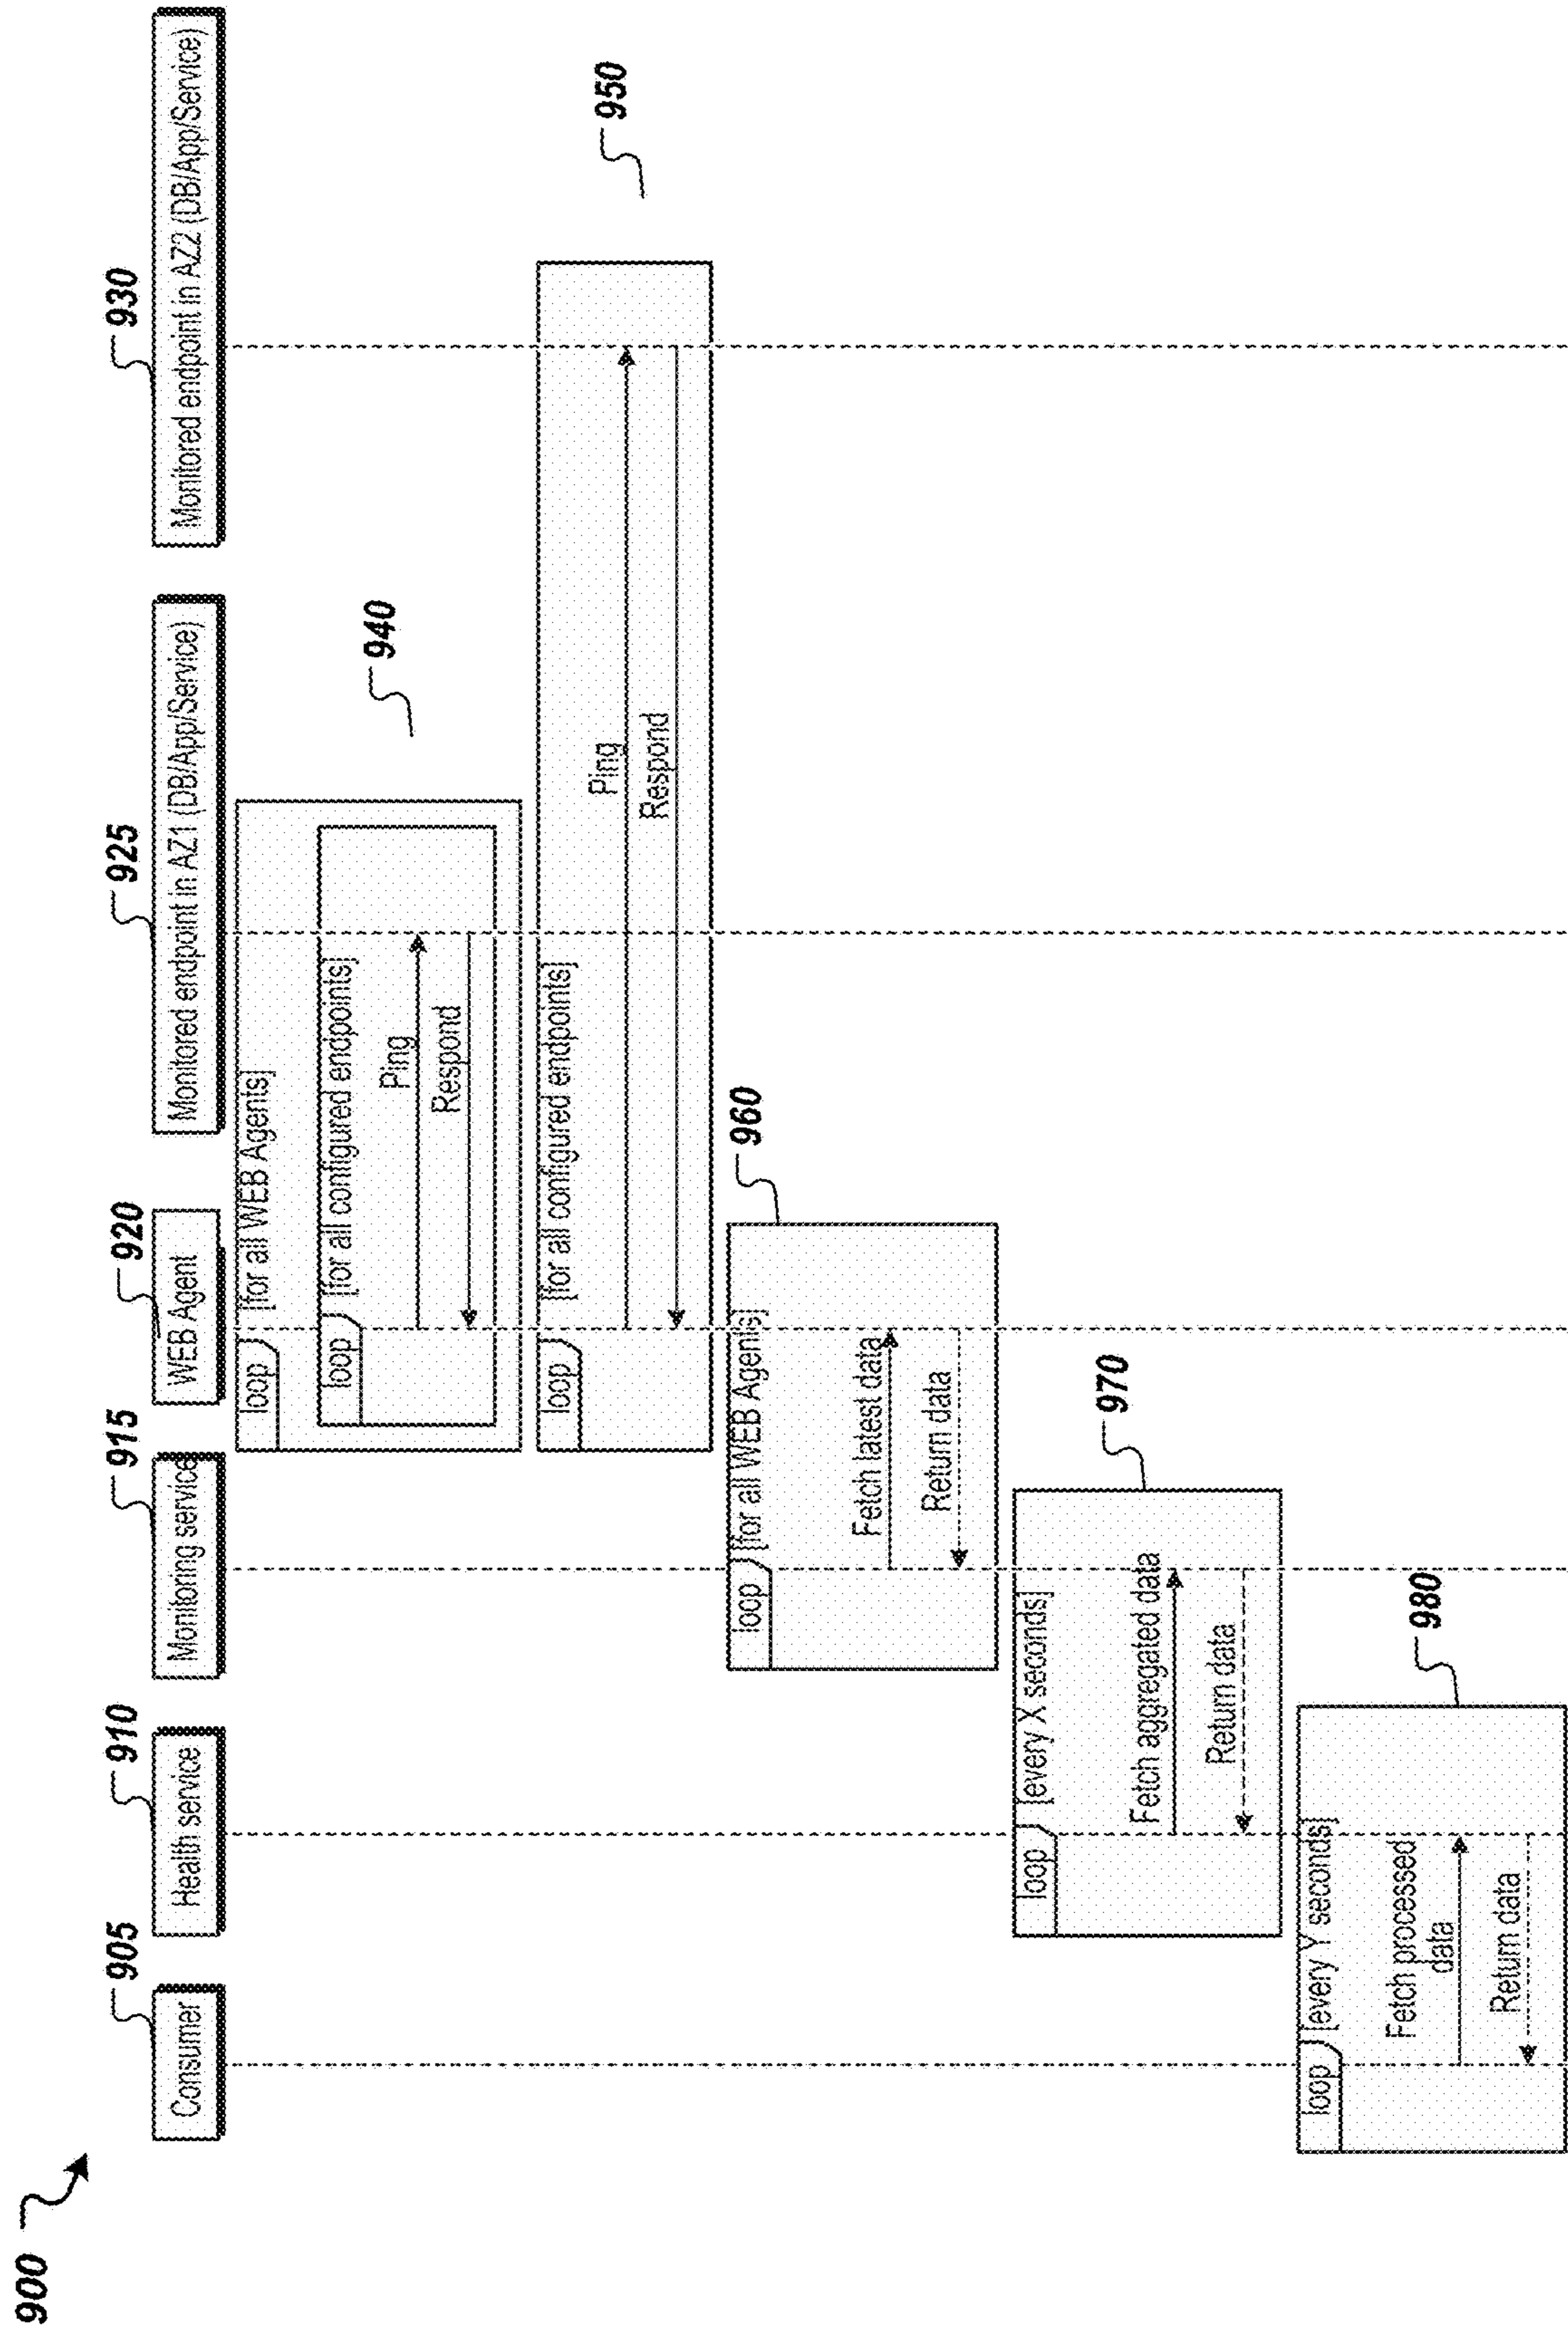 900
905
910
915
920
925
930
Consumer
Health service
Monitoring service
WEB Agent
Monitored endpoint in AZ1 (DB/App/Service)
Monitored endpoint in AZ2 (DB/App/Service)
loop
[for all WEB Agents]
940
loop
[for all configured endpoints]
Ping
Respond
loop
[for all configured endpoints]
950
Ping
Respond
loop
[for all WEB Agents]
960
Fetch latest data
Return data
loop
[every X seconds]
970
Fetch aggregated data
Return data
loop
[every Y seconds]
980
Fetch processed
data
Return data